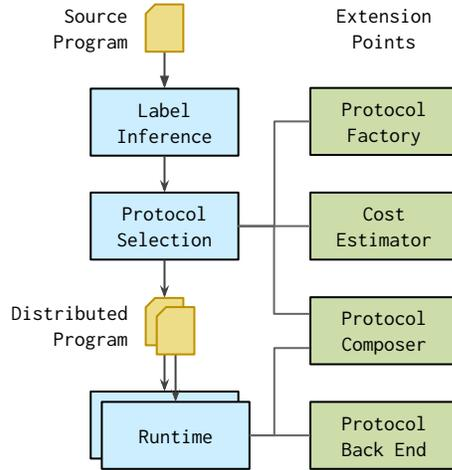 Source
Program
Extension
Points
Label
Inference
Protocol
Factory
Protocol
Selection
Cost
Estimator
Distributed
Program
Protocol
Composer
Runtime
Protocol
Back End